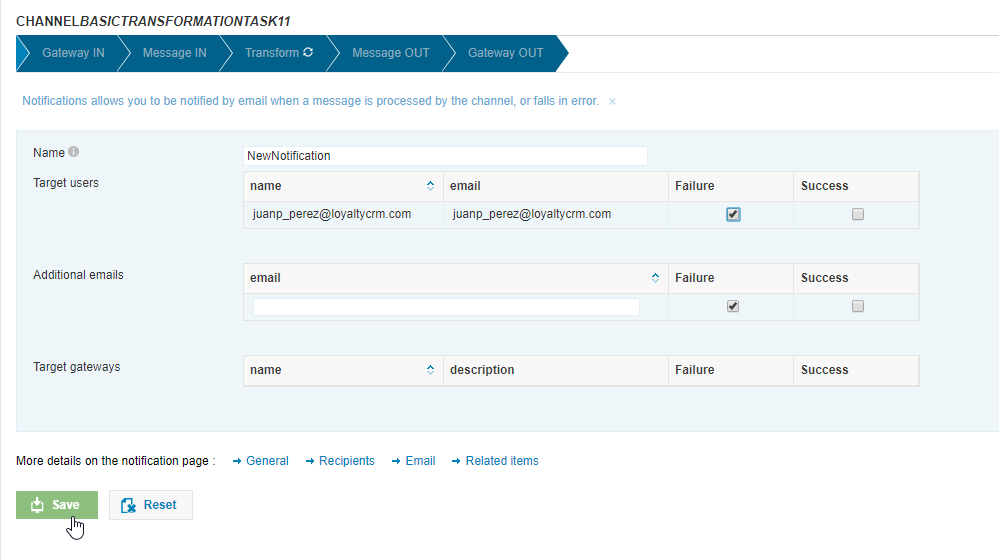 CHANNELBASICTRANSFORMATIONTASK11
Gateway IN Message IN Transform Message OUT Gateway OUT
Notifications allows you to be notified by email when a message is processed by the channel, or falls in error. ×
Name NewNotification
Target users name email Failure Success
juanp_perez@loyaltycrm.com juanp_perez@loyaltycrm.com
Additional emails email Failure Success
Target gateways name description Failure Success
More details on the notification page : → General → Recipients → Email → Related items
Save Reset